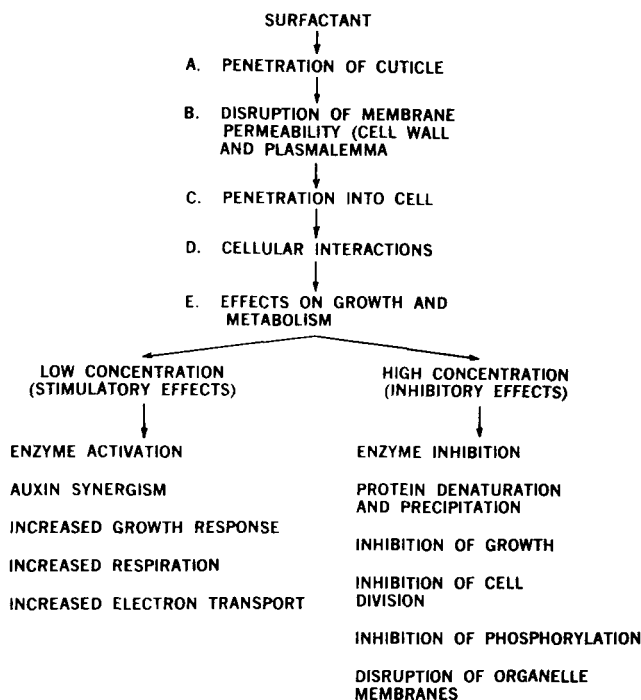 SURFACTANT
A. PENETRATION OF CUTICLE
B. DISRUPTION OF MEMBRANE
PERMEABILITY (CELL WALL
AND PLASMALEMMA
C. PENETRATION INTO CELL
D. CELLULAR INTERACTIONS
E. EFFECTS ON GROWTH AND
METABOLISM
LOW CONCENTRATION
(STIMULATORY EFFECTS)
ENZYME ACTIVATION
AUXIN SYNERGISM
INCREASED GROWTH RESPONSE
INCREASED RESPIRATION
INCREASED ELECTRON TRANSPORT
HIGH CONCENTRATION
(INHIBITORY EFFECTS)
ENZYME INHIBITION
PROTEIN DENATURATION
AND PRECIPITATION
INHIBITION OF GROWTH
INHIBITION OF CELL
DIVISION
INHIBITION OF PHOSPHORYLATION
DISRUPTION OF ORGANELLE
MEMBRANES